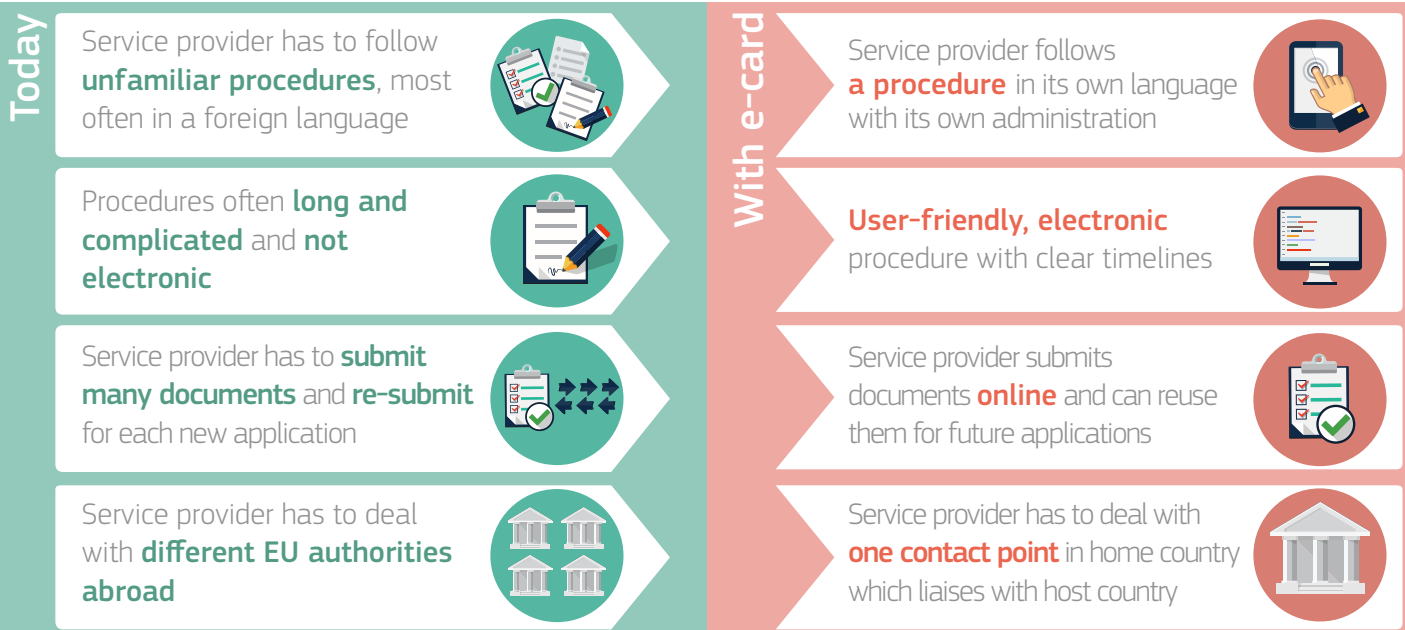 Today
Service provider has to follow
unfamiliar procedures, most
often in a foreign language
Procedures often long and
complicated and not
electronic
Service provider has to submit
many documents and re-submit
for each new application
Service provider has to deal
with different EU authorities
abroad
With e-card
Service provider follows
a procedure in its own language
with its own administration
User-friendly, electronic
procedure with clear timelines
Service provider submits
documents online and can reuse
them for future applications
Service provider has to deal with
one contact point in home country
which liaises with host country